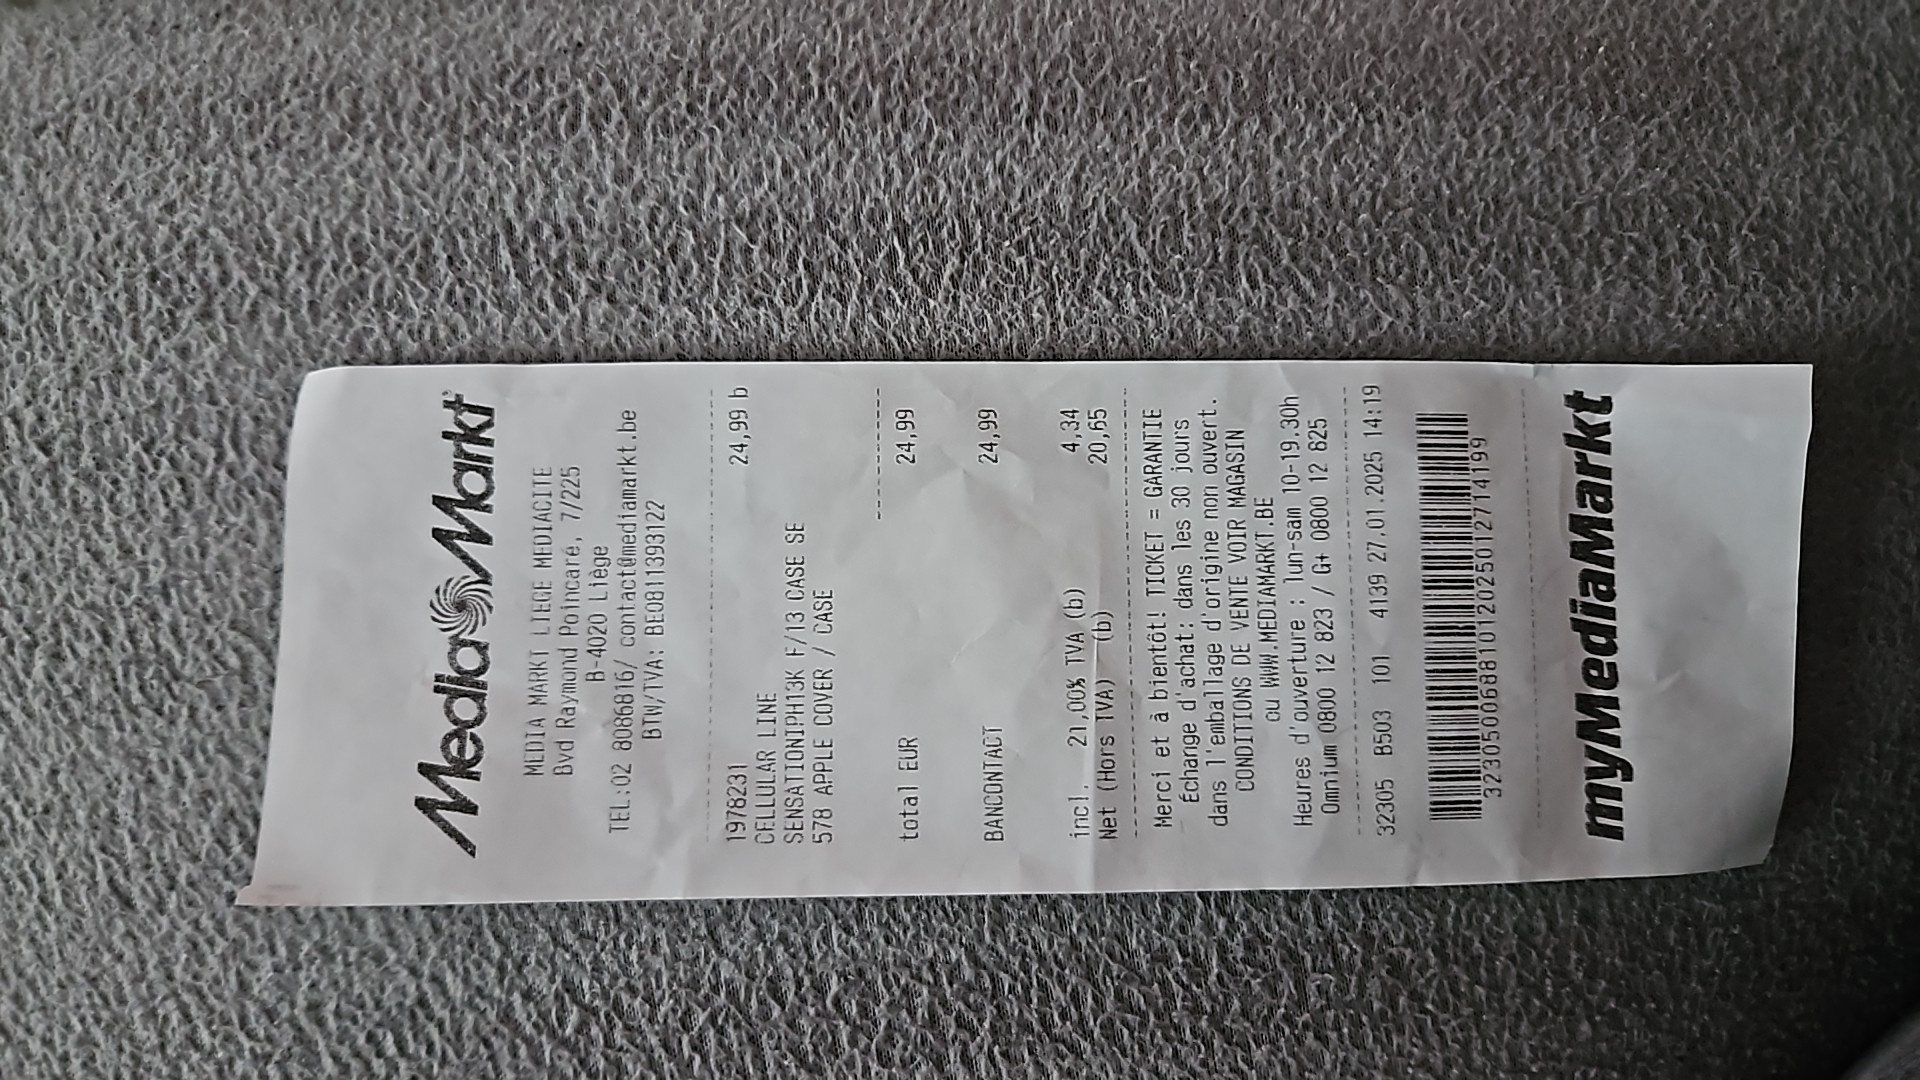 MediaMarkt
MEDIA MARKT LIEGE MEDIACITE
Bvd Raymond Poincaré, 7/225
B-4020 Liège
TEL:02 8086816/ contact@mediamarkt.be
BTW/TVA: BE0811393122
19782231 24,99 b
CELLULAR LINE
SENSATIONIPH13K F/13 CASE SE
578 APPLE COVER / CASE
total EUR 24,99
BANCONTACT 24,99
incl. 21,00% TVA (b) 4,34
Net (Hors TVA) (b) 20,65
Merci et à bientôt! TICKET = GARANTIE
Échange d'achat: dans les 30 jours
dans l'emballage d'origine non ouvert.
CONDITIONS DE VENTE VOIR MAGASIN
ou WWW.MEDIAMARKT.BE
Heures d'ouverture : lun-sam 10-19.30h
Omnium 0800 12 823 / G+ 0800 12 625
32305 B503 101 4139 27.01.2025 14:19
3230500068810120250127141199
myMediaMarkt